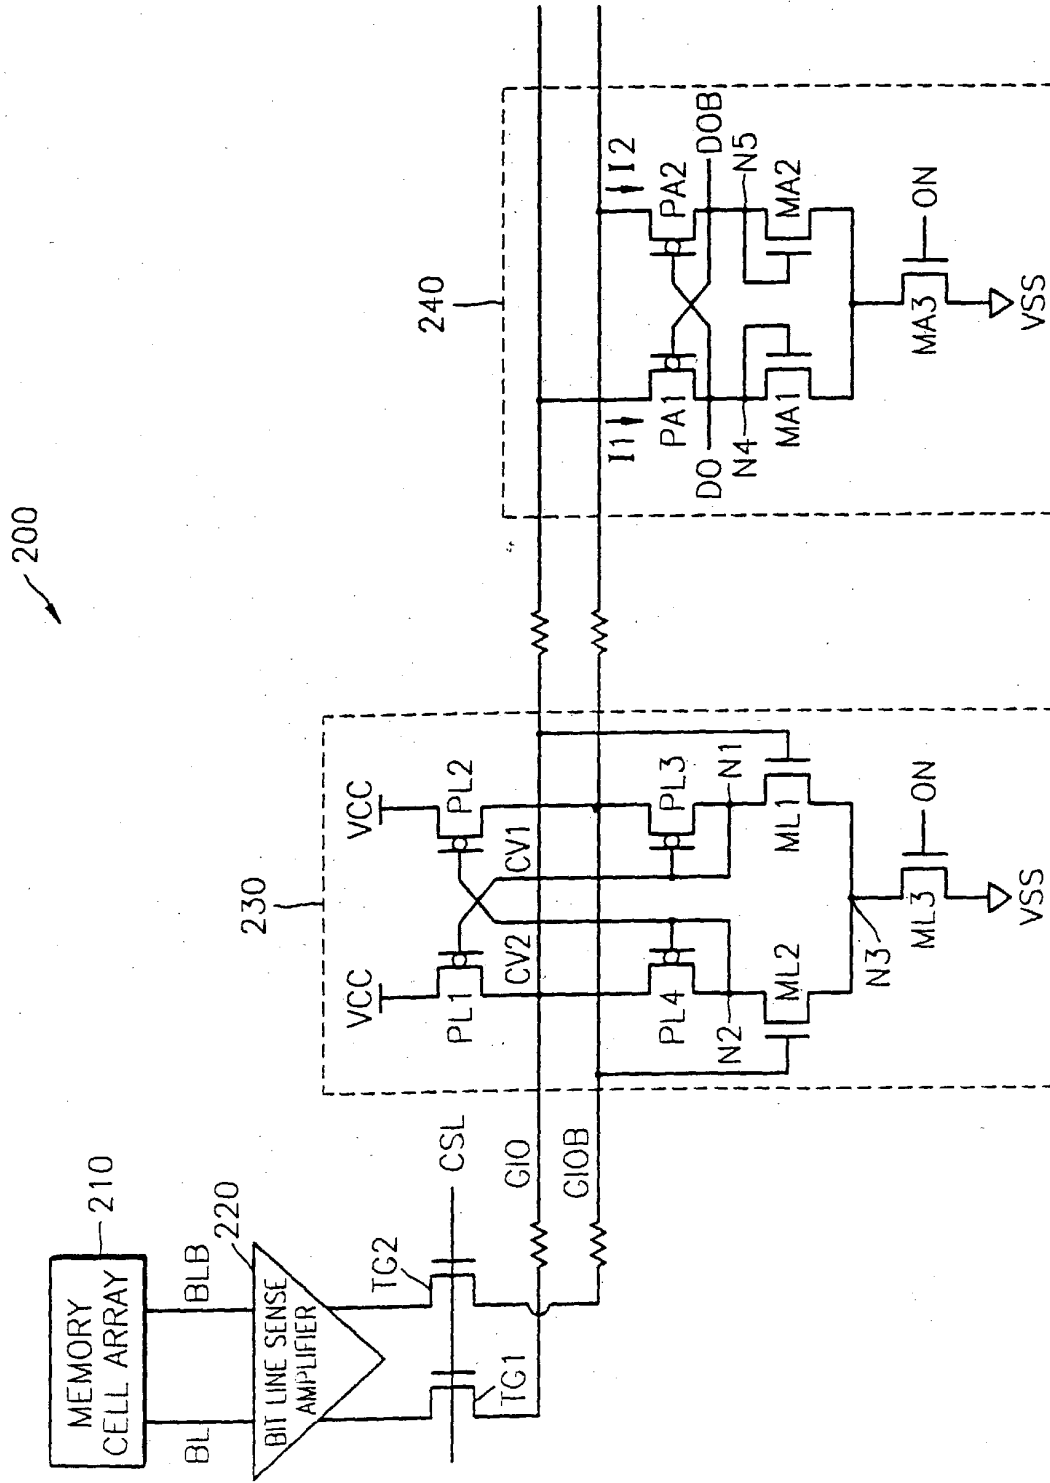 200
MEMORY
CELL ARRAY
210
BL
BLB
BIT LINE SENSE
AMPLIFIER
220
TG1
TG2
CSL
GIO
GIOB
230
VCC
VCC
PL1
PL2
CV2
CV1
PL4
PL3
N2
N1
ML2
ML1
N3
ML3
ON
VSS
240
I1
I2
PA1
PA2
DO
DOB
N4
N5
MA1
MA2
MA3
ON
VSS